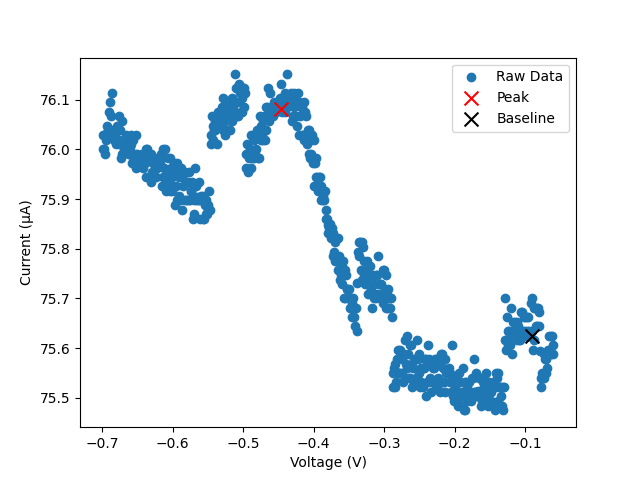 Raw Data
Peak
Baseline
76.1
76.0
75.9
75.8
75.7
75.6
75.5
Current (µA)
−0.7
−0.6
−0.5
−0.4
−0.3
−0.2
−0.1
Voltage (V)